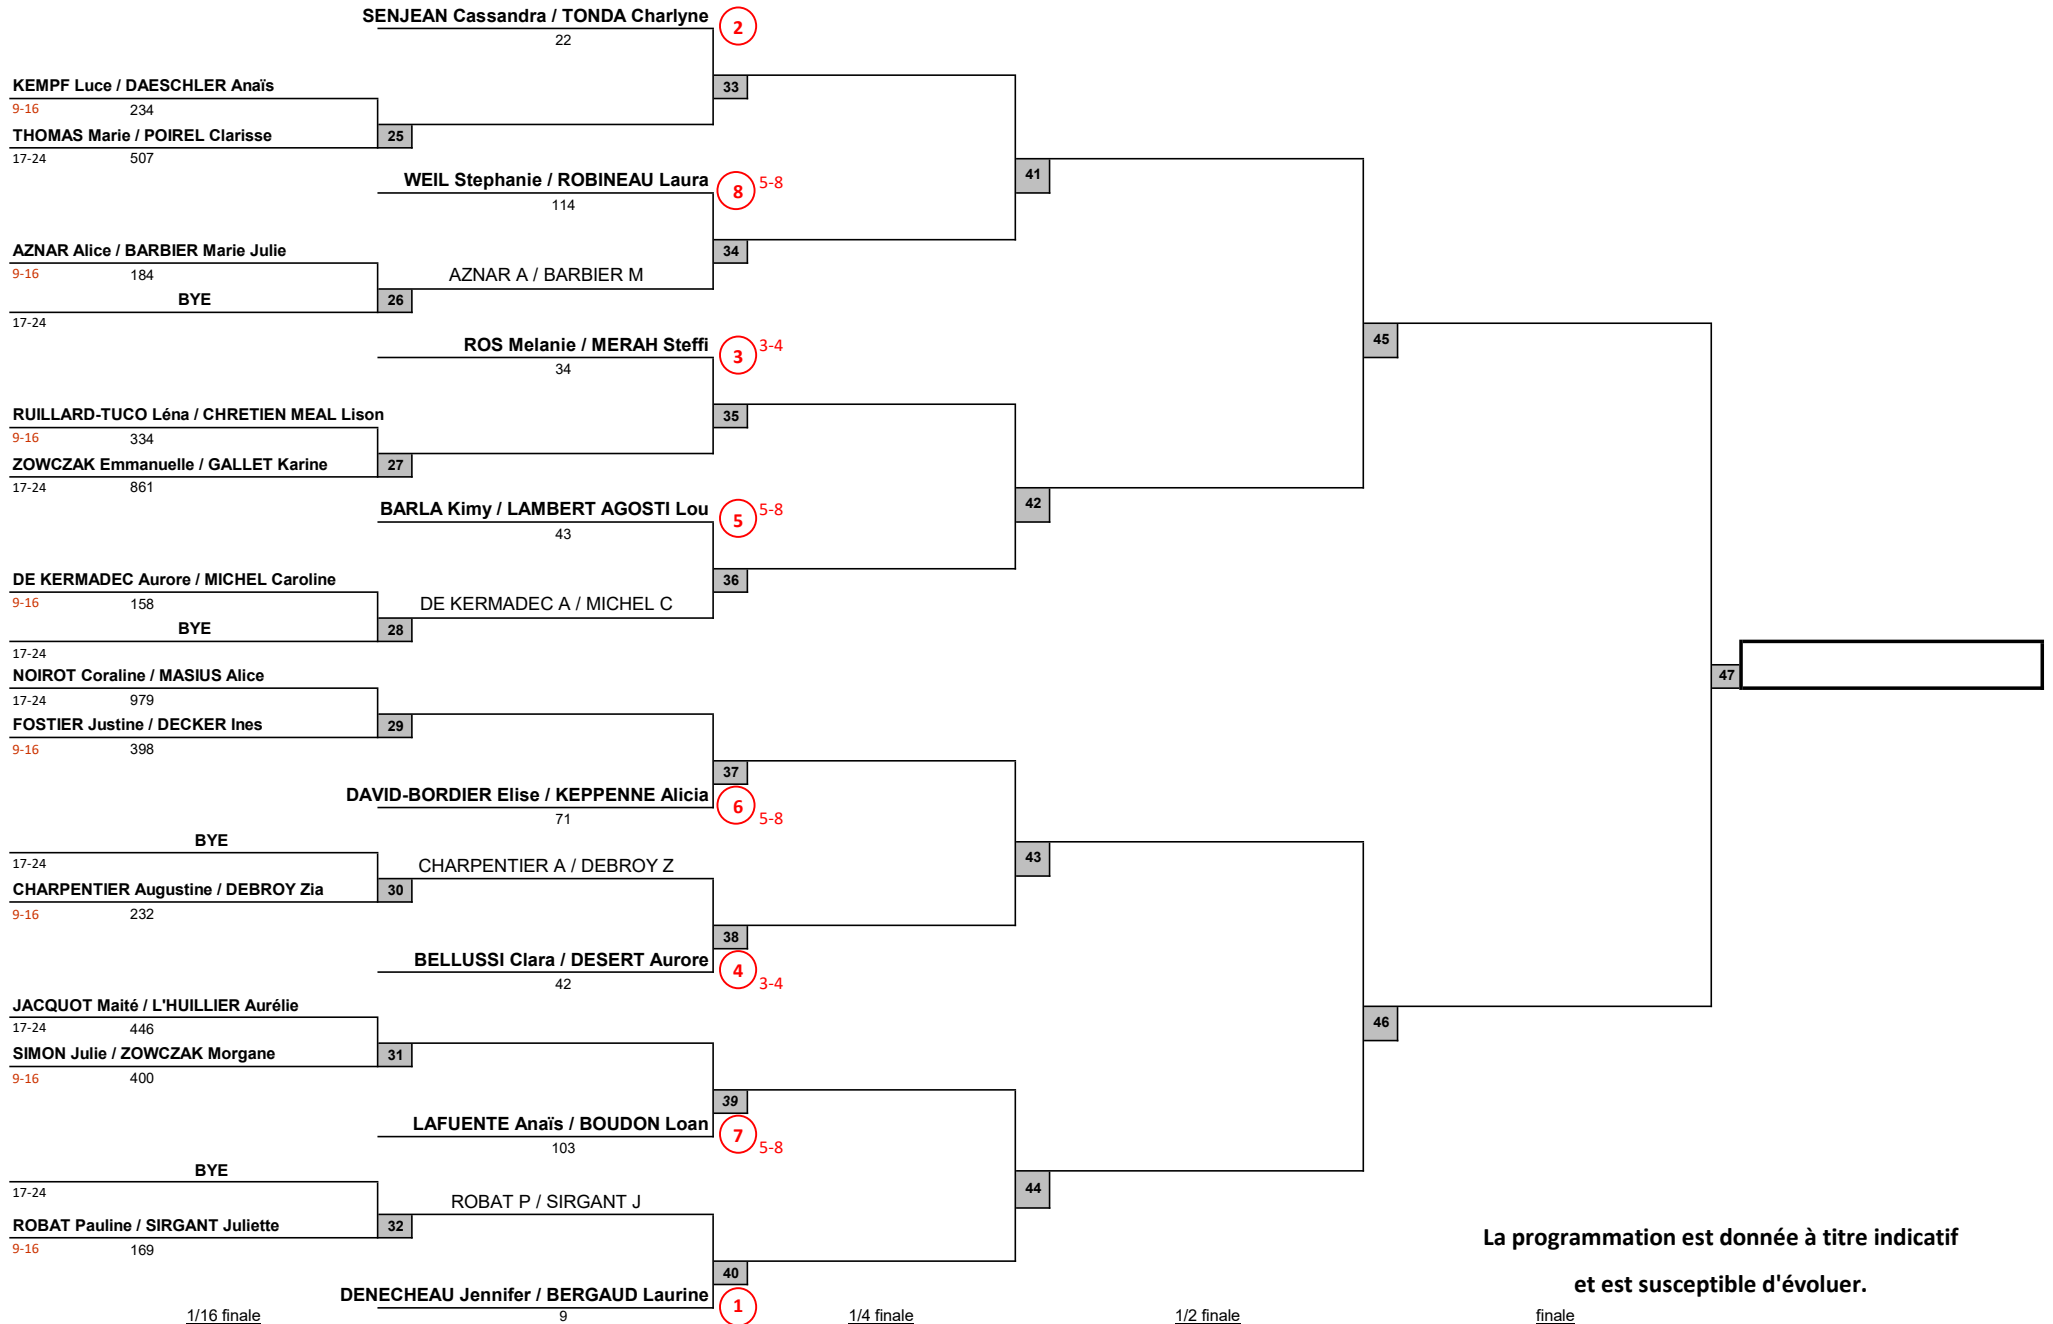 SENJEAN Cassandra / TONDA Charlyne
2
22
KEMPF Luce / DAESCHLER Anaïs
33
9-16 234
THOMAS Marie / POIREL Clarisse
25
17-24 507
WEIL Stephanie / ROBINEAU Laura
8 5-8
41
114
AZNAR Alice / BARBIER Marie Julie
34
9-16 184
AZNAR A / BARBIER M
BYE
26
17-24
ROS Melanie / MERAH Steffi
3 3-4
45
34
RUILLARD-TUCO Léna / CHRETIEN MEAL Lison
35
9-16 334
ZOWCZAK Emmanuelle / GALLET Karine
27
17-24 861
BARLA Kimy / LAMBERT AGOSTI Lou
5 5-8
42
43
DE KERMADEC Aurore / MICHEL Caroline
36
9-16 158
DE KERMADEC A / MICHEL C
BYE
28
17-24
NOIROT Coraline / MASIUS Alice
47
17-24 979
FOSTIER Justine / DECKER Ines
29
9-16 398
37
DAVID-BORDIER Elise / KEPPENNE Alicia
6 5-8
71
BYE
17-24
CHARPENTIER A / DEBROY Z
43
CHARPENTIER Augustine / DEBROY Zia
30
9-16 232
38
BELLUSSI Clara / DESERT Aurore
4 3-4
42
JACQUOT Maité / L'HUILLIER Aurélie
17-24 446
46
SIMON Julie / ZOWCZAK Morgane
31
9-16 400
39
LAFUENTE Anaïs / BOUDON Loan
7 5-8
103
BYE
17-24
ROBAT P / SIRGANT J
44
ROBAT Pauline / SIRGANT Juliette
32
9-16 169
La programmation est donnée à titre indicatif
et est susceptible d'évoluer.
40
DENECHEAU Jennifer / BERGAUD Laurine
1
9
1/16 finale 1/4 finale 1/2 finale finale